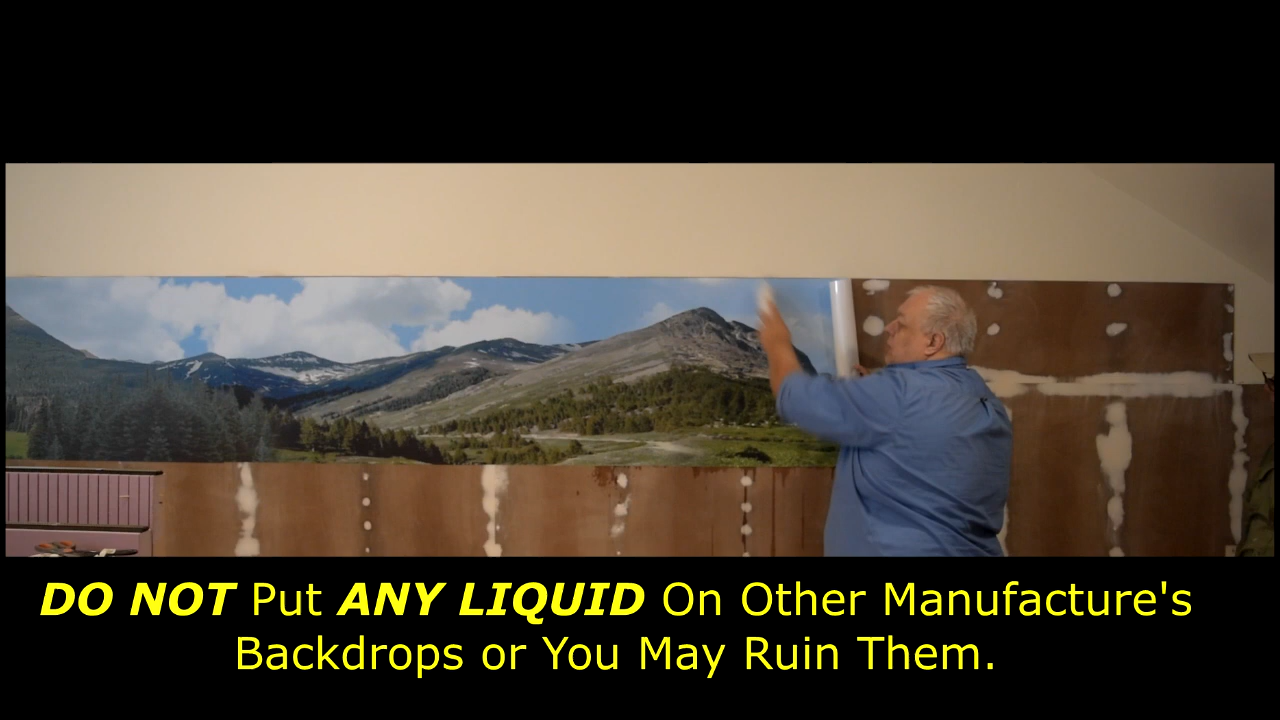 DO NOT Put ANY LIQUID On Other Manufacture's
Backdrops or You May Ruin Them.